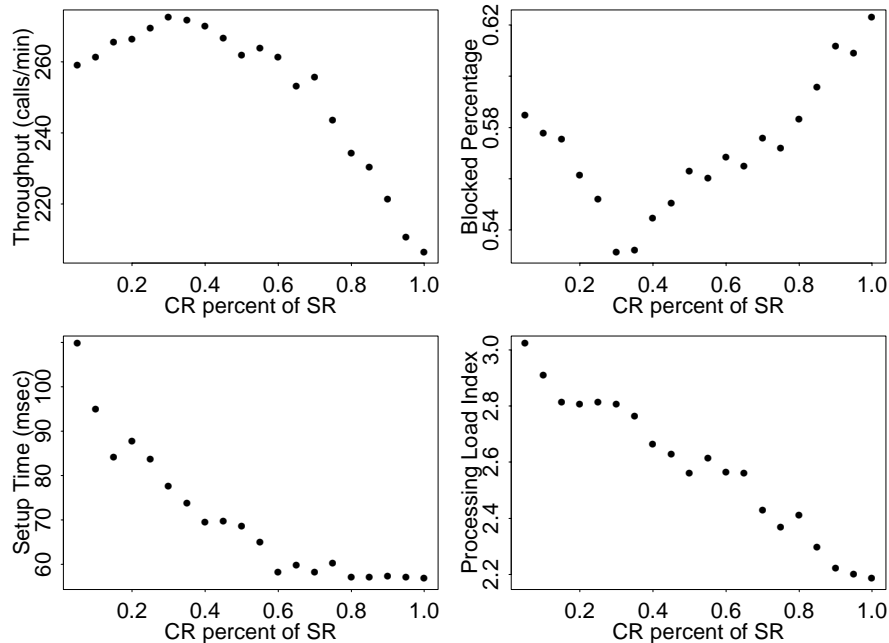 Throughput (calls/min)
220 240 260
0.2 0.4 0.6 0.8 1.0
CR percent of SR
Blocked Percentage
0.54 0.58 0.62
0.2 0.4 0.6 0.8 1.0
CR percent of SR
Setup Time (msec)
60 70 80 90 100
0.2 0.4 0.6 0.8 1.0
CR percent of SR
Processing Load Index
2.2 2.4 2.6 2.8 3.0
0.2 0.4 0.6 0.8 1.0
CR percent of SR